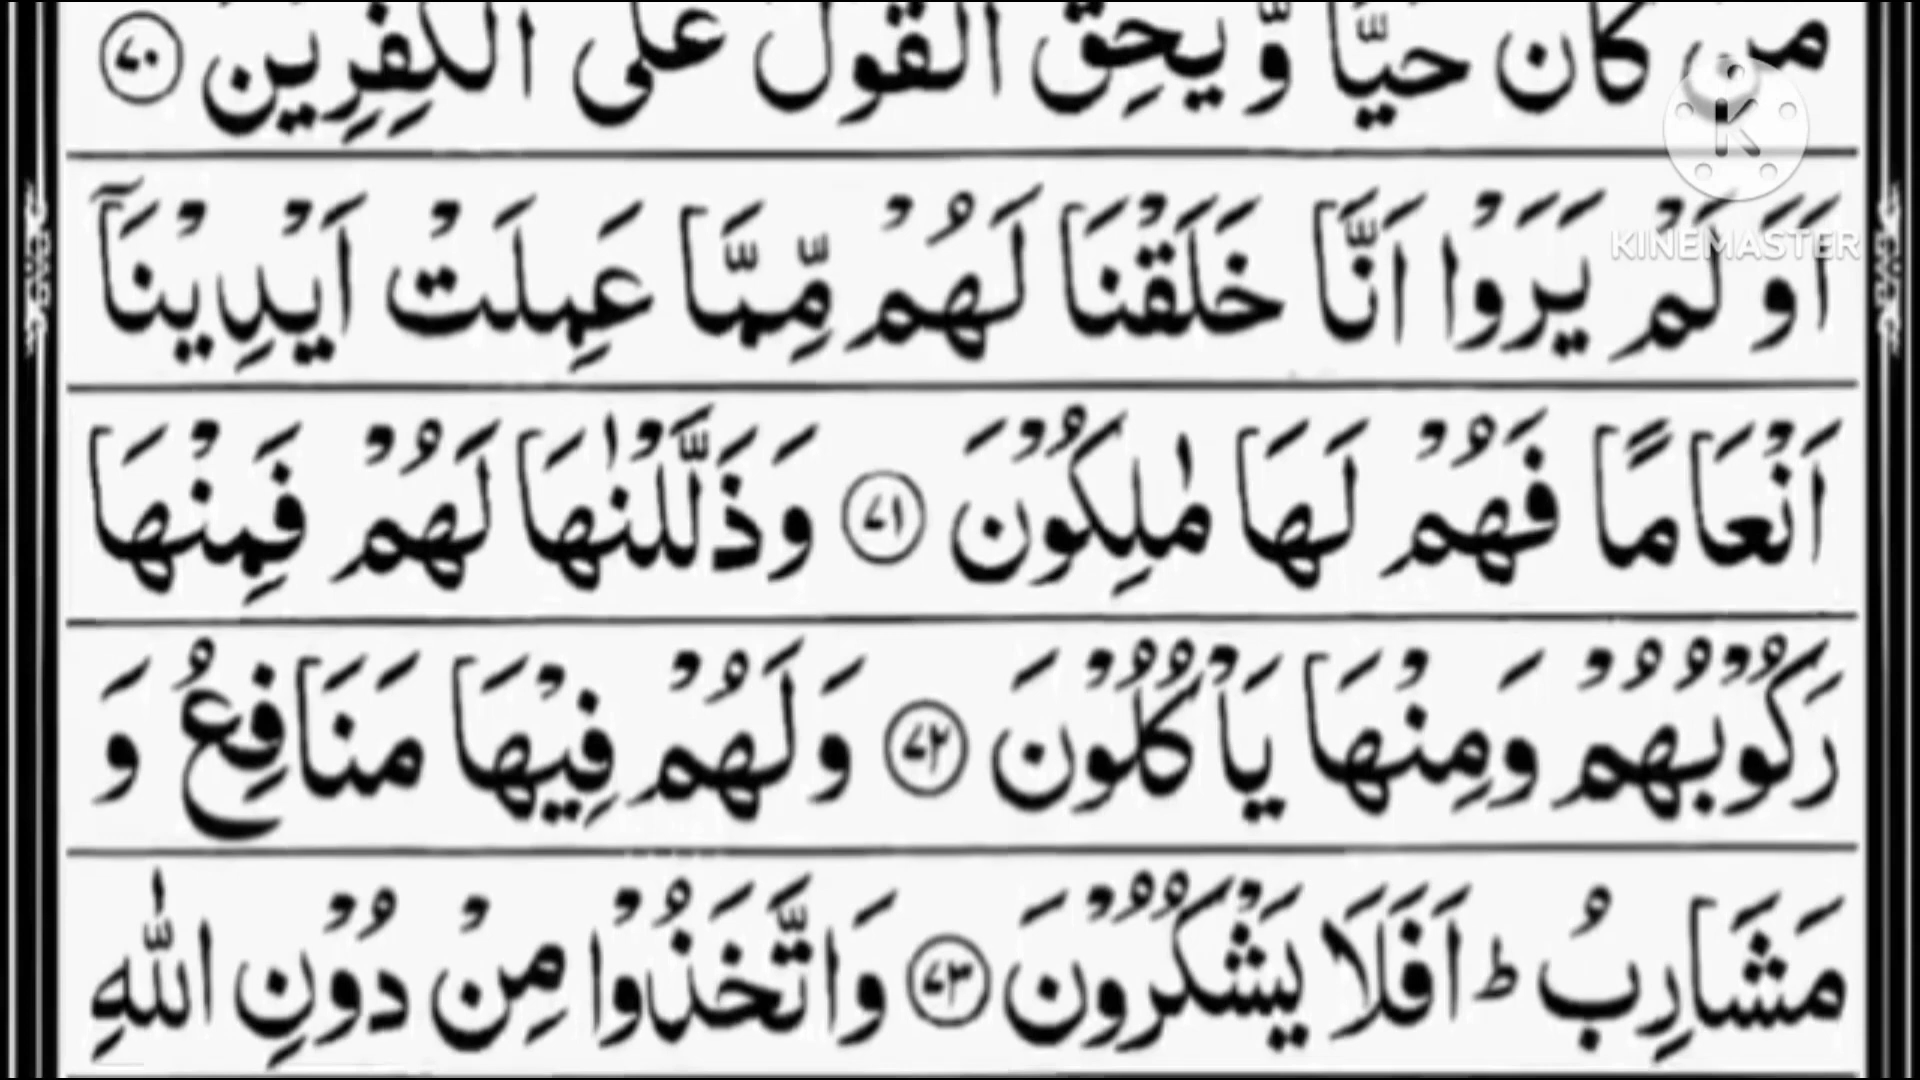 مَنْ كَانَ حَيًّا وَّيَحِقَّ الْقَوْلُ عَلَى الْكٰفِرِيْنَ ۝۷۰
اَوَلَمْ يَرَوْا اَنَّا خَلَقْنَا لَهُمْ مِّمَّا عَمِلَتْ اَيْدِيْنَاۤ
اَنْعَامًا فَهُمْ لَهَا مٰلِكُوْنَ ۝۷۱ وَذَلَّلْنٰهَا لَهُمْ فَمِنْهَا
رَكُوْبُهُمْ وَمِنْهَا يَاْكُلُوْنَ ۝۷۲ وَلَهُمْ فِيْهَا مَنَافِعُ وَ
مَشَارِبُ ؕ اَفَلَا يَشْكُرُوْنَ ۝۷۳ وَاتَّخَذُوْا مِنْ دُوْنِ اللّٰهِ
K
KINEMASTER